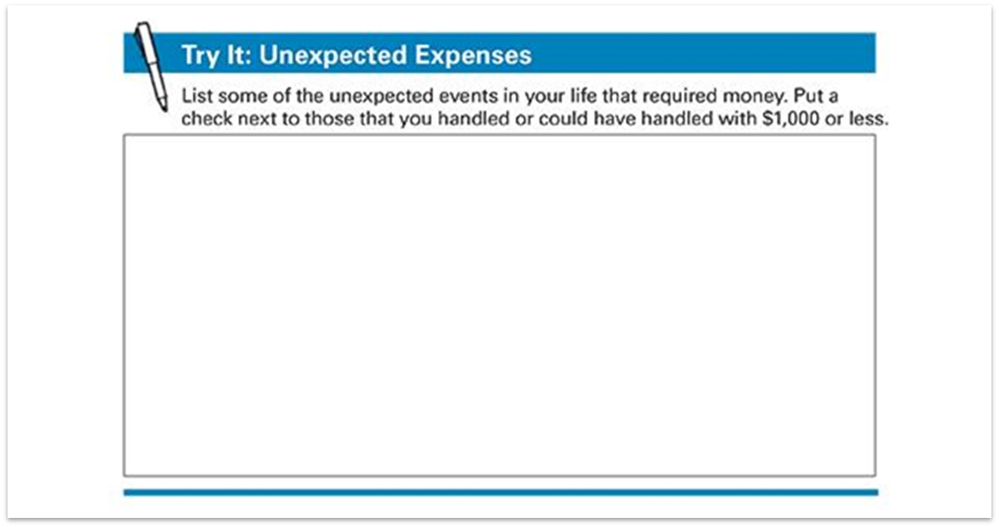 Try It: Unexpected Expenses
List some of the unexpected events in your life that required money. Put a
check next to those that you handled or could have handled with $1,000 or less.